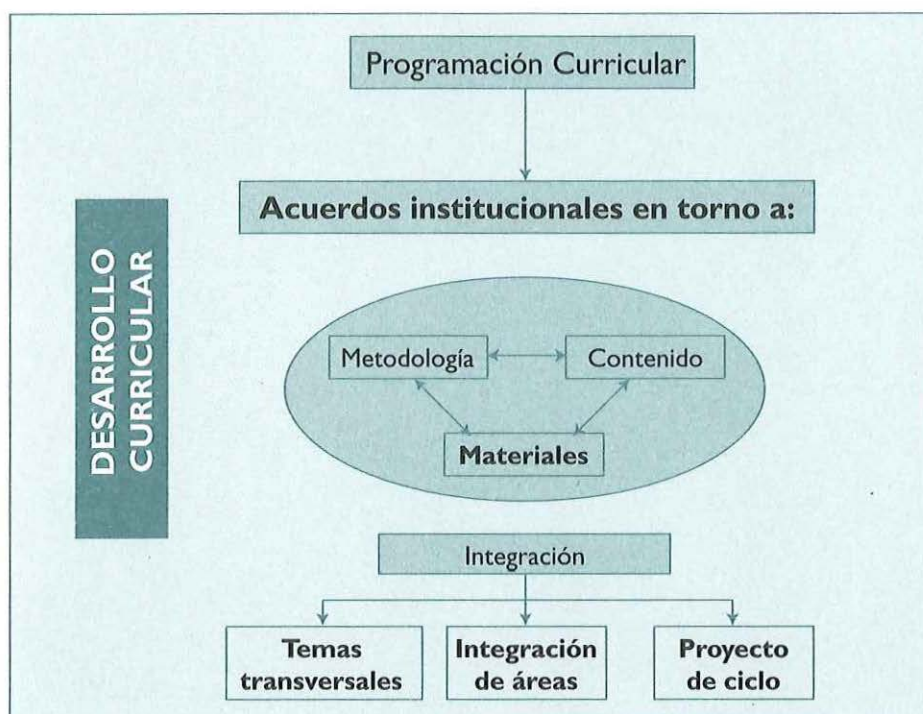 Programación Curricular
Acuerdos institucionales en torno a:
DESARROLLO
CURRICULAR
Metodología
Contenido
Materiales
Integración
Temas
transversales
Integración
de áreas
Proyecto
de ciclo